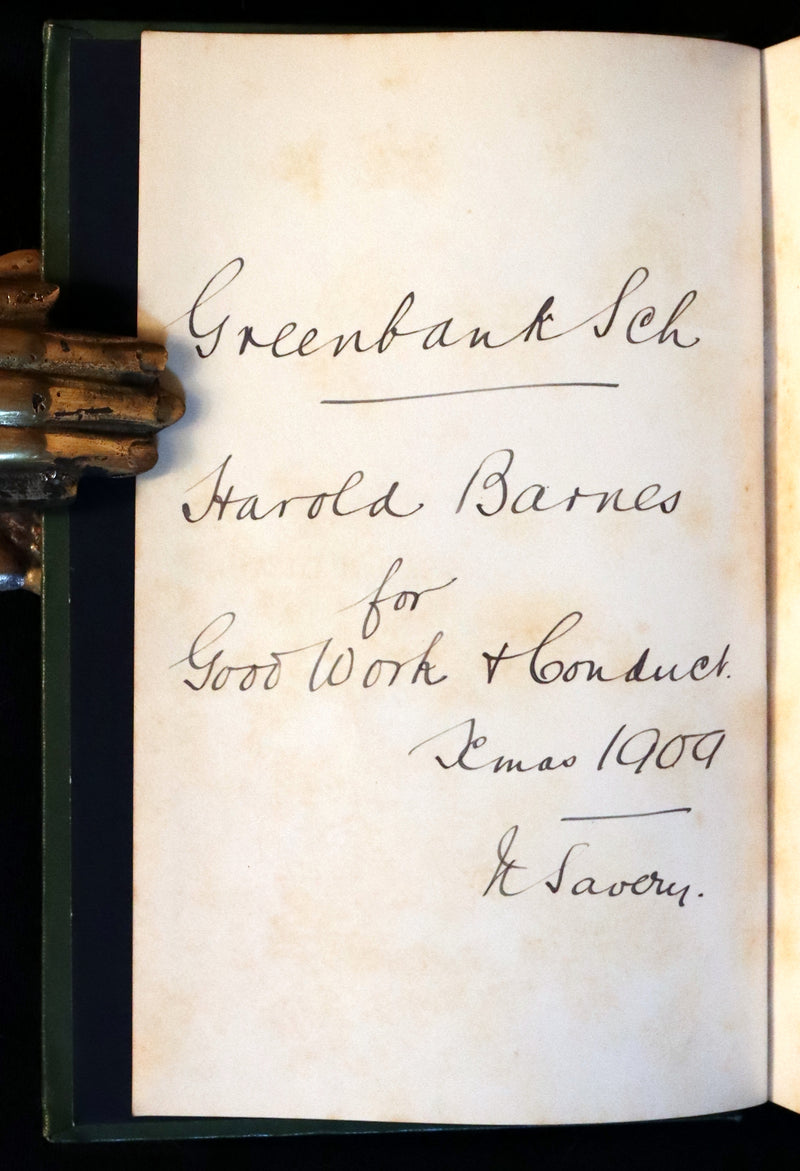 Greenbank Sch
Harold Barnes
for
Good Work & Conduct.
Xmas 1909
Savery.